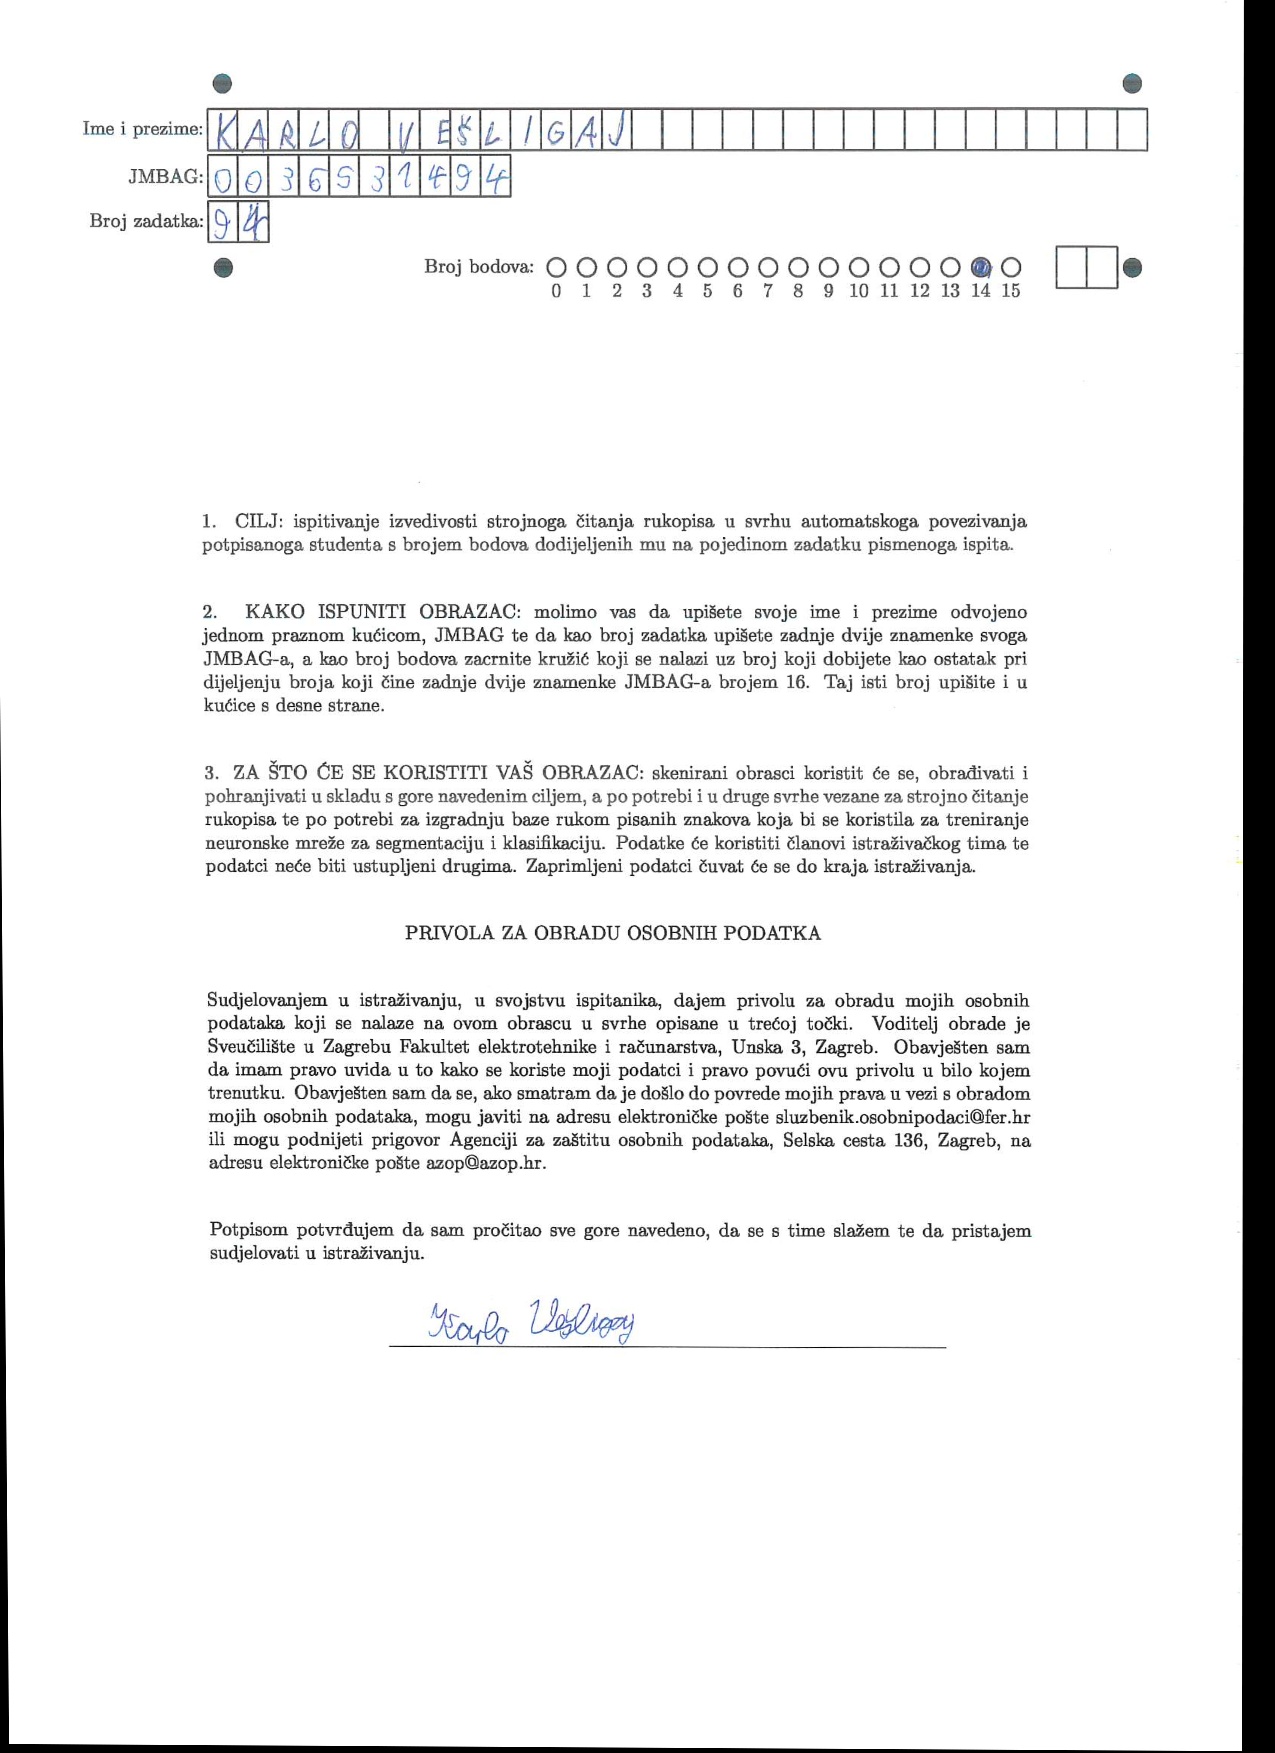 Ime i prezime: KARLO VEŠLIGAJ
JMBAG: 0036531494
Broj zadatka: 94
Broj bodova:
0 1 2 3 4 5 6 7 8 9 10 11 12 13 14 15
1. CILJ: ispitivanje izvedivosti strojnoga čitanja rukopisa u svrhu automatskoga povezivanja
potpisanoga studenta s brojem bodova dodijeljenih mu na pojedinom zadatku pismenoga ispita.
2. KAKO ISPUNITI OBRAZAC: molimo vas da upišete svoje ime i prezime odvojeno
jednom praznom kućicom, JMBAG te da kao broj zadatka upišete zadnje dvije znamenke svoga
JMBAG-a, a kao broj bodova zacrnite kružić koji se nalazi uz broj koji dobijete kao ostatak pri
dijeljenju broja koji čine zadnje dvije znamenke JMBAG-a brojem 16. Taj isti broj upišite i u
kućice s desne strane.
3. ZA ŠTO ĆE SE KORISTITI VAŠ OBRAZAC: skenirani obrasci koristit će se, obrađivati i
pohranjivati u skladu s gore navedenim ciljem, a po potrebi i u druge svrhe vezane za strojno čitanje
rukopisa te po potrebi za izgradnju baze rukom pisanih znakova koja bi se koristila za treniranje
neuronske mreže za segmentaciju i klasifikaciju. Podatke će koristiti članovi istraživačkog tima te
podatci neće biti ustupljeni drugima. Zaprimljeni podatci čuvat će se do kraja istraživanja.
PRIVOLA ZA OBRADU OSOBNIH PODATKA
Sudjelovanjem u istraživanju, u svojstvu ispitanika, dajem privolu za obradu mojih osobnih
podataka koji se nalaze na ovom obrascu u svrhe opisane u trećoj točki. Voditelj obrade je
Sveučilište u Zagrebu Fakultet elektrotehnike i računarstva, Unska 3, Zagreb. Obavješten sam
da imam pravo uvida u to kako se koriste moji podatci i pravo povući ovu privolu u bilo kojem
trenutku. Obavješten sam da se, ako smatram da je došlo do povrede mojih prava u vezi s obradom
mojih osobnih podataka, mogu javiti na adresu elektroničke pošte sluzbenik.osobnipodaci@fer.hr
ili mogu podnijeti prigovor Agenciji za zaštitu osobnih podataka, Selska cesta 136, Zagreb, na
adresu elektroničke pošte azop@azop.hr.
Potpisom potvrđujem da sam pročitao sve gore navedeno, da se s time slažem te da pristajem
sudjelovati u istraživanju.
Karlo Vešligaj